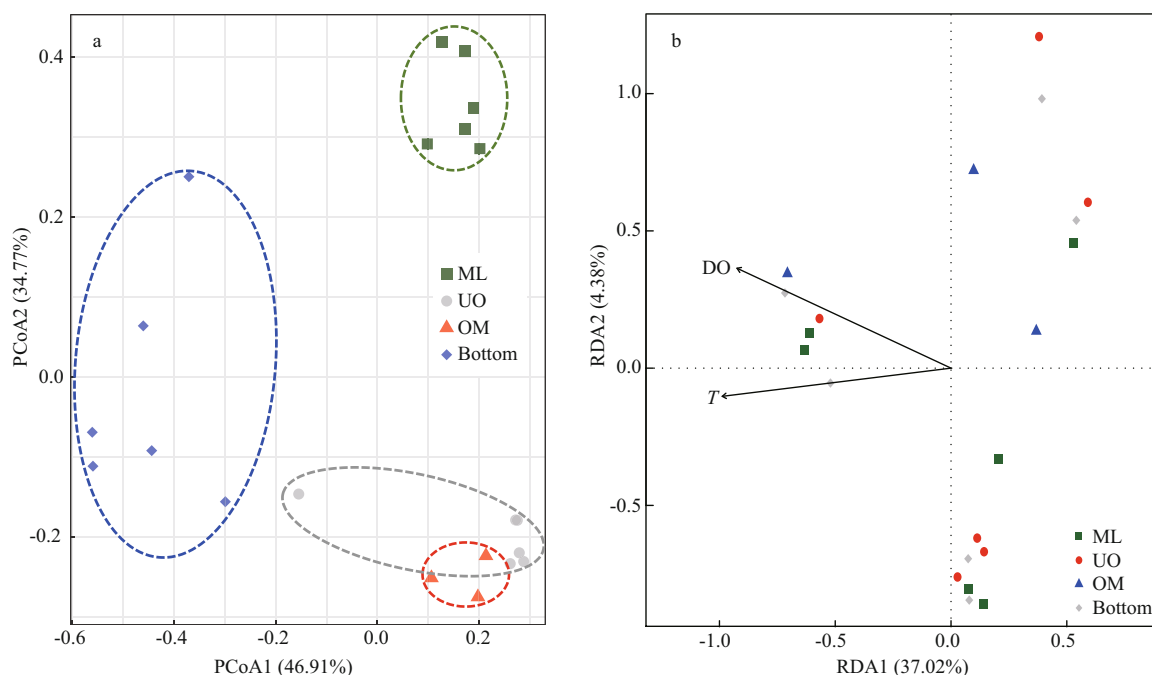 a
0.4
0.2
0.0
-0.2
PCoA2 (34.77%)
ML
UO
OM
Bottom
-0.6
-0.4
-0.2
0.0
0.2
PCoA1 (46.91%)
b
1.0
0.5
0.0
-0.5
RDA2 (4.38%)
DO
T
ML
UO
OM
Bottom
-1.0
-0.5
0.0
0.5
RDA1 (37.02%)